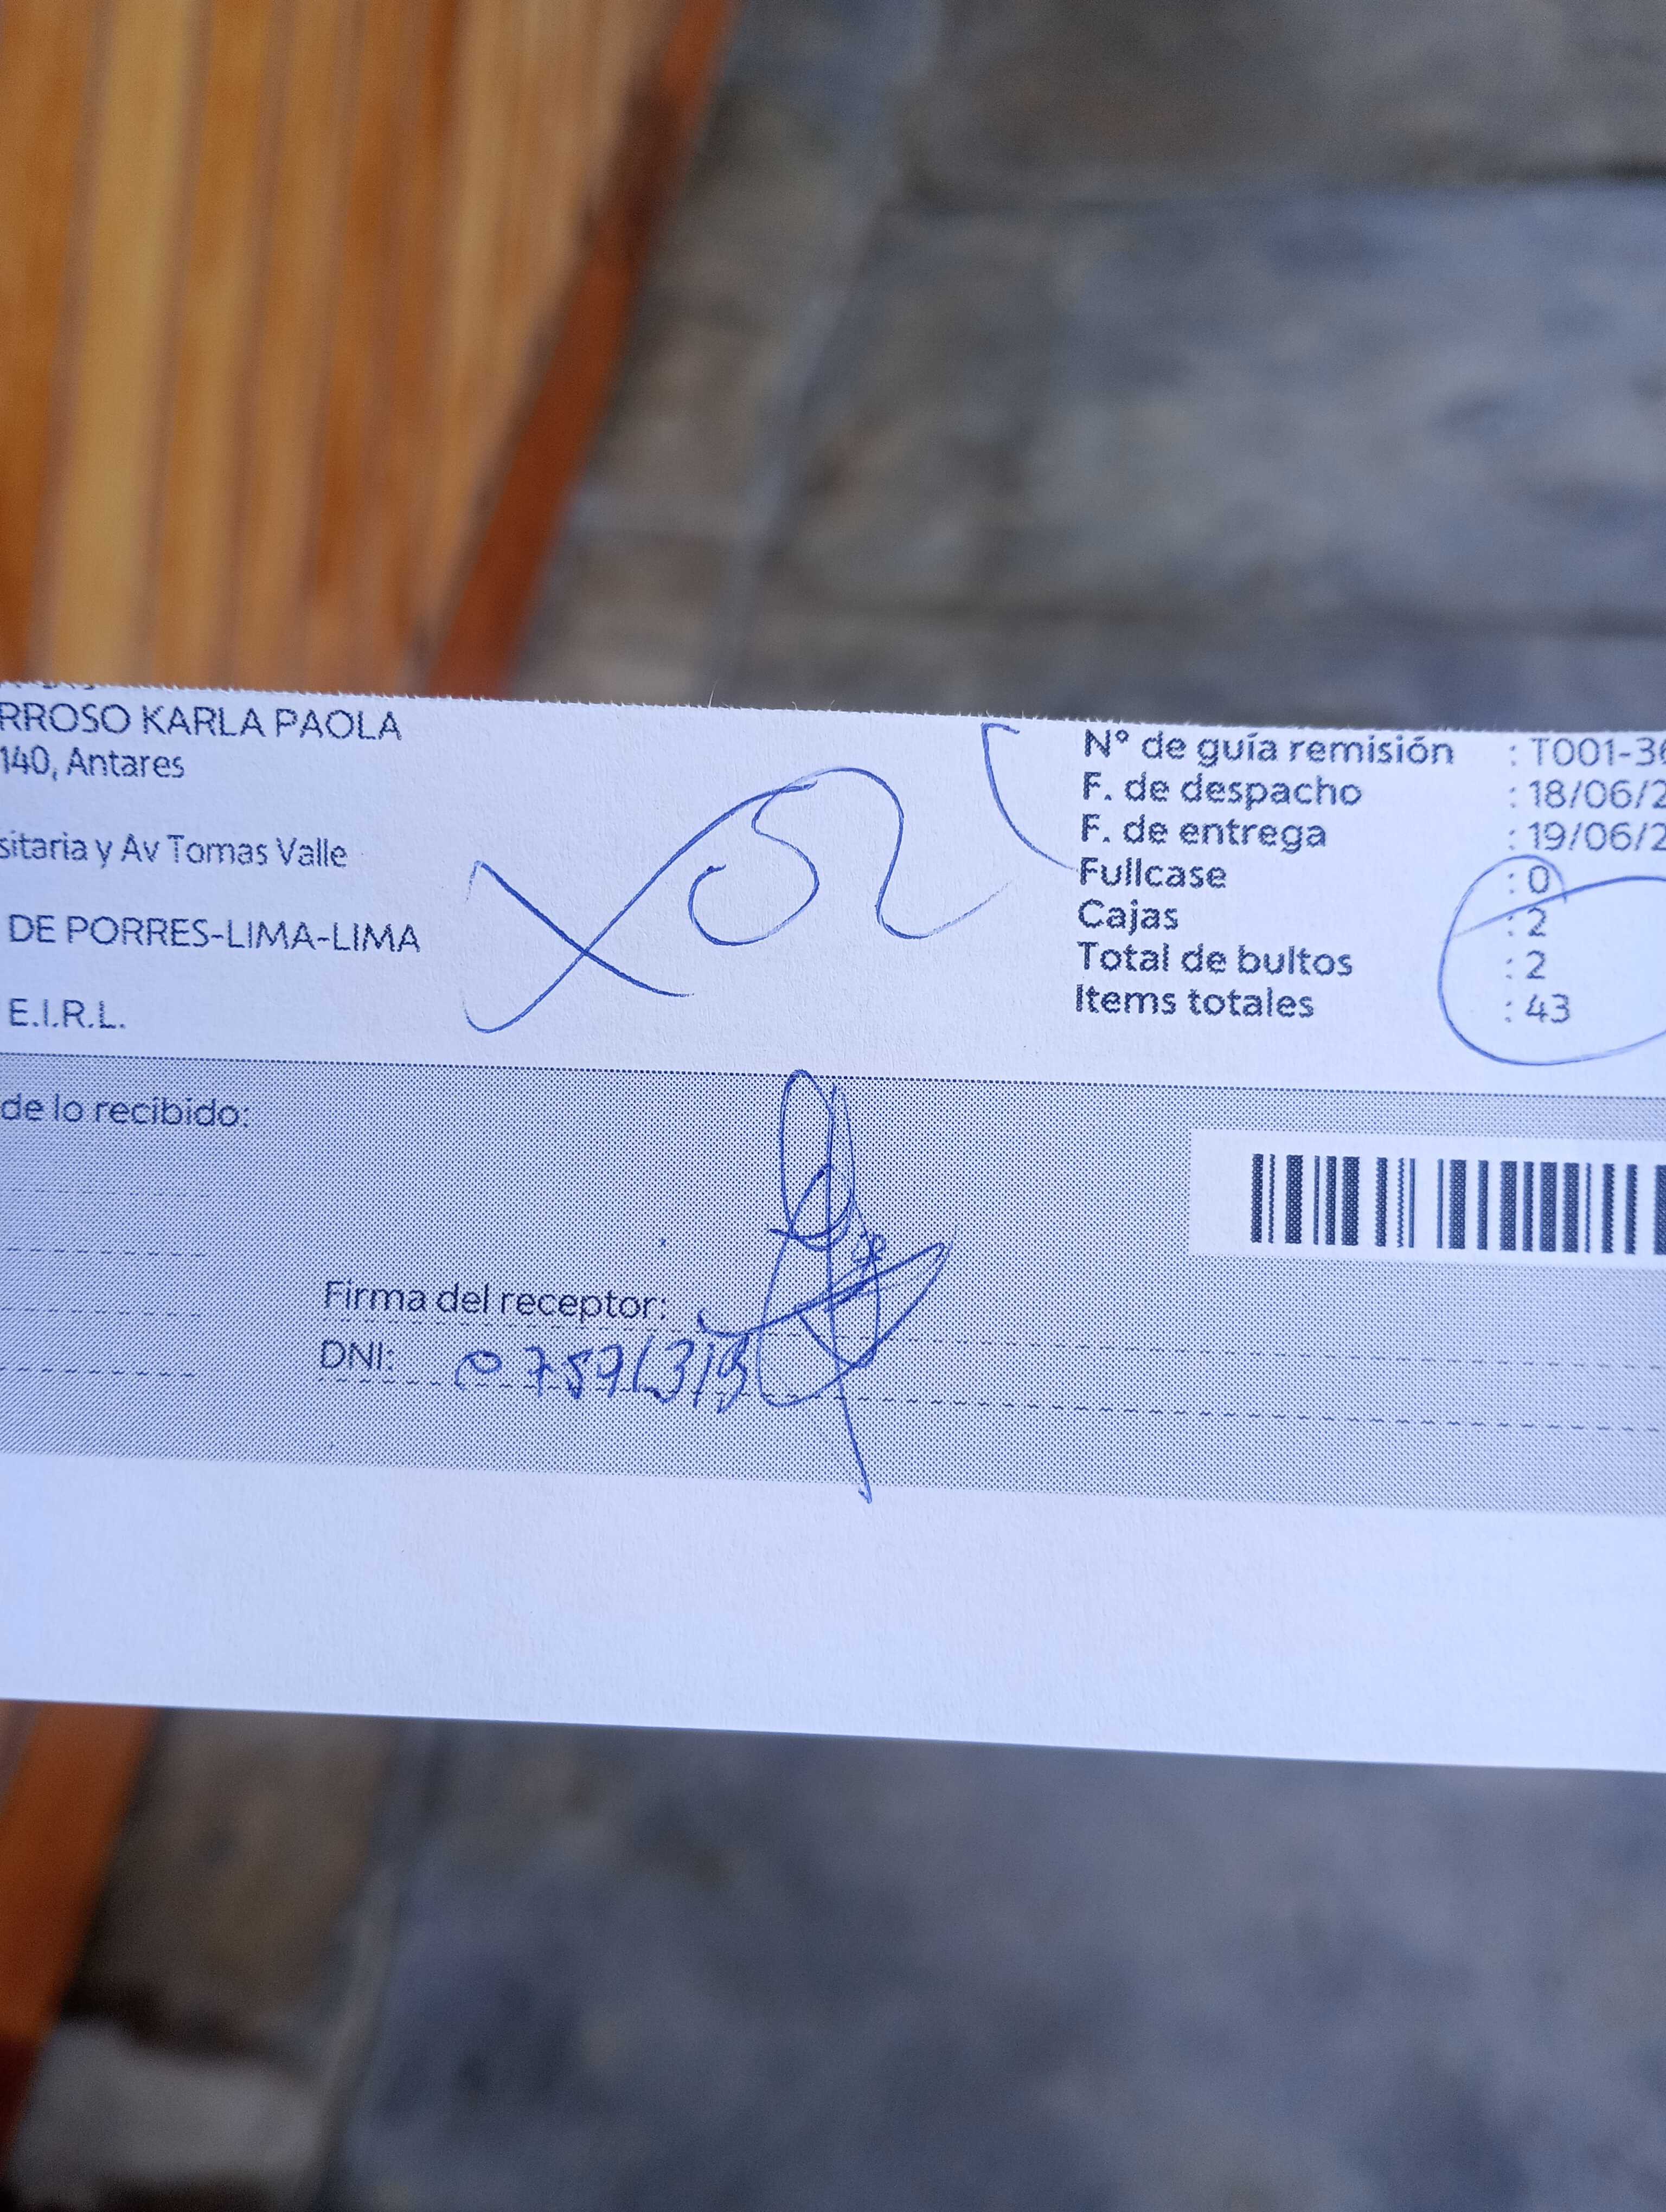 RROSO KARLA PAOLA
140, Antares
sitaria y Av Tomas Valle
DE PORRES-LIMA-LIMA
E.I.R.L.
N° de guía remisión : T001-36
F. de despacho : 18/06/2
F. de entrega : 19/06/2
Fullcase : 0
Cajas : 2
Total de bultos : 2
Items totales : 43
de lo recibido:
Firma del receptor:
DNI: